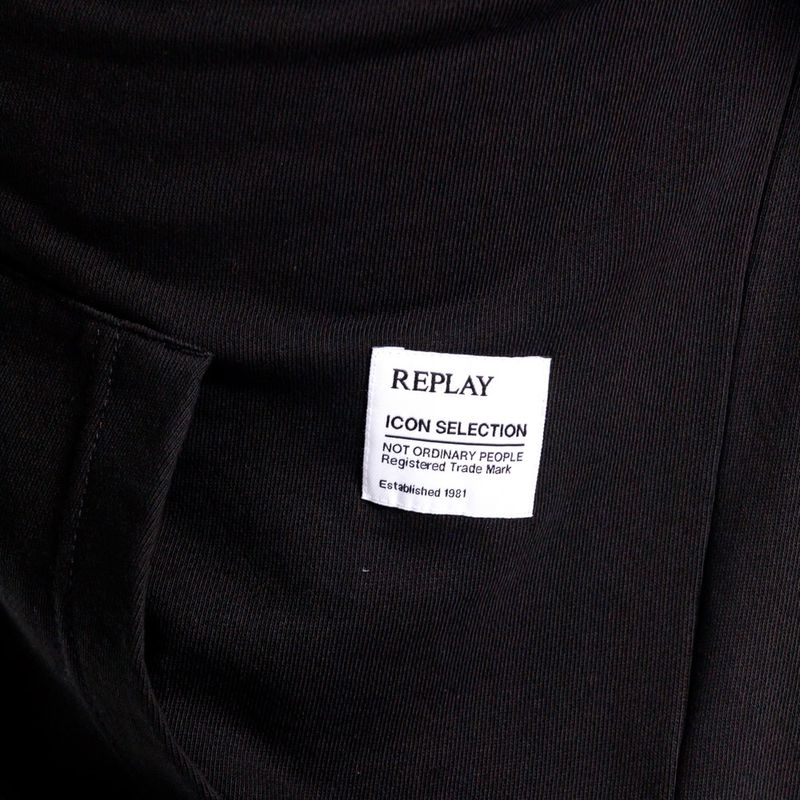 REPLAY
ICON SELECTION
NOT ORDINARY PEOPLE
Registered Trade Mark
Established 1981